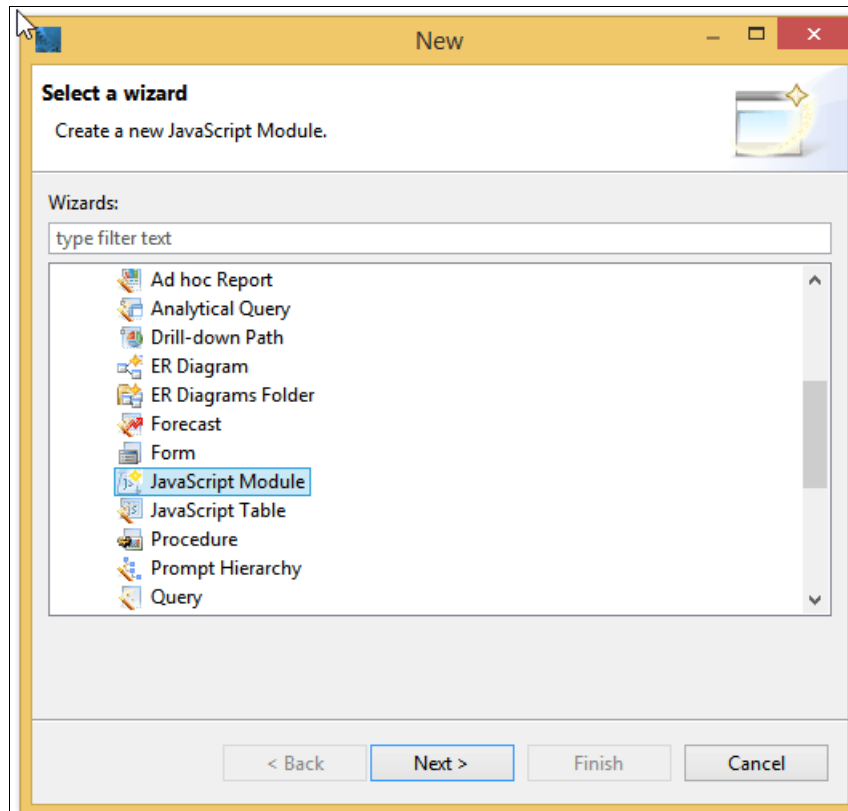 New
Select a wizard
Create a new JavaScript Module.
Wizards:
type filter text
Ad hoc Report
Analytical Query
Drill-down Path
ER Diagram
ER Diagrams Folder
Forecast
Form
JavaScript Module
JavaScript Table
Procedure
Prompt Hierarchy
Query
< Back Next > Finish Cancel